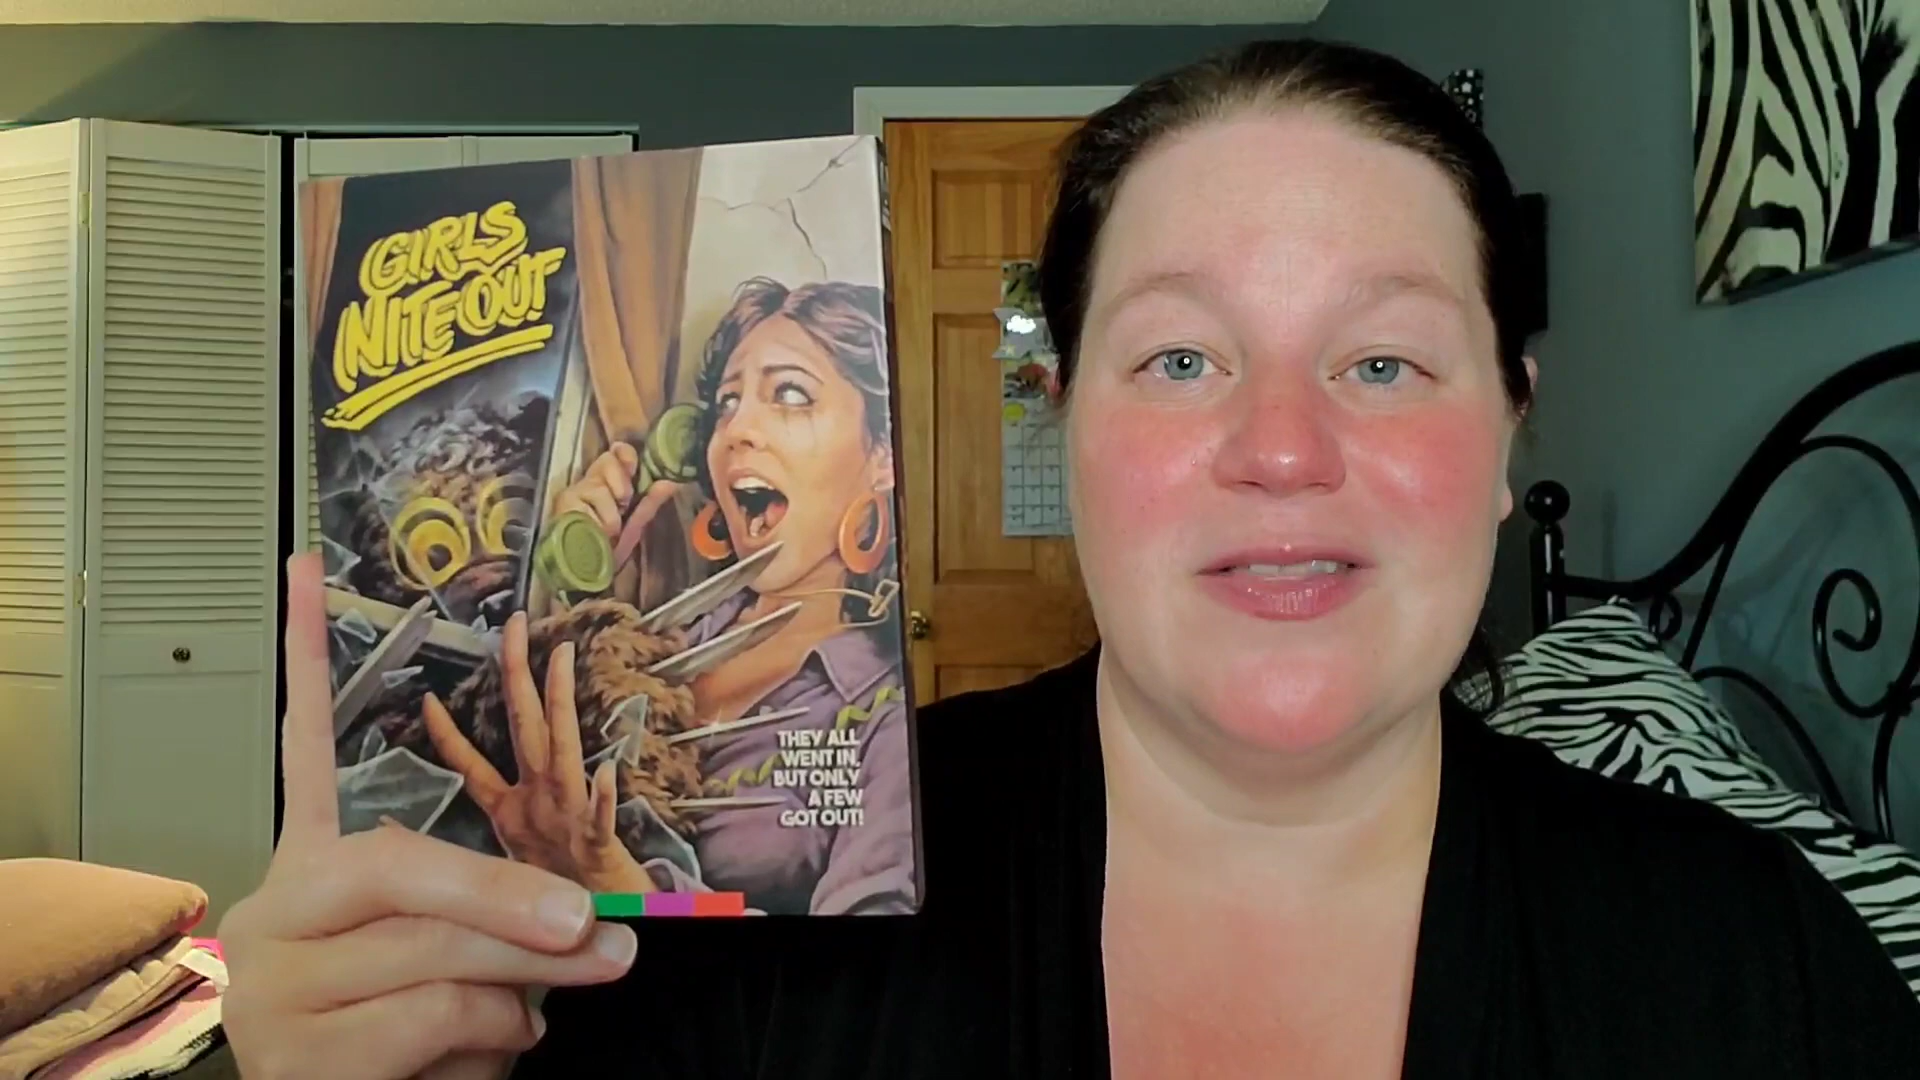 GIRLS
NITE OUT
THEY ALL
WENT IN,
BUT ONLY
A FEW
GOT OUT!